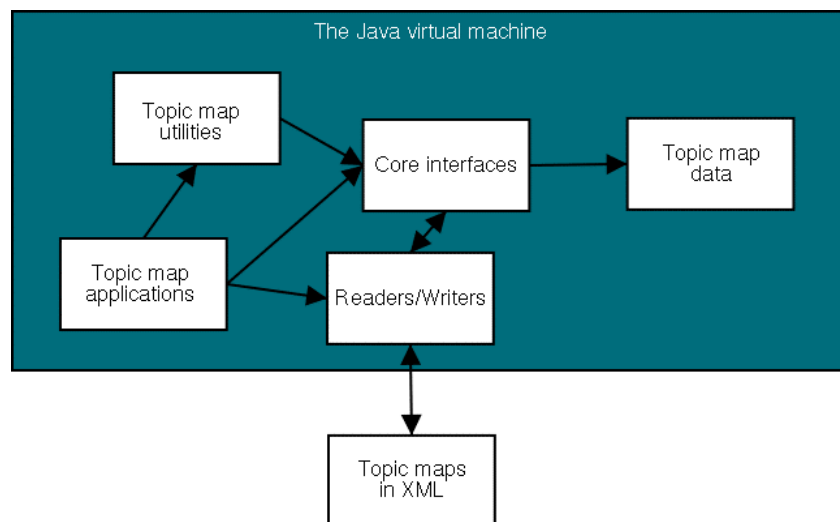 The Java virtual machine
Topic map
utilities
Core interfaces
Topic map
data
Topic map
applications
Readers/Writers
Topic maps
in XML